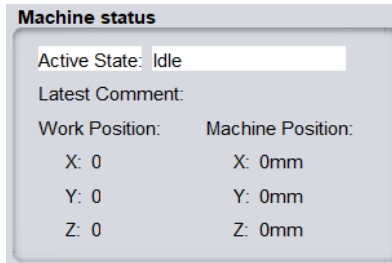 Machine status
Active State: Idle
Latest Comment:
Work Position: Machine Position:
X: 0 X: 0mm
Y: 0 Y: 0mm
Z: 0 Z: 0mm